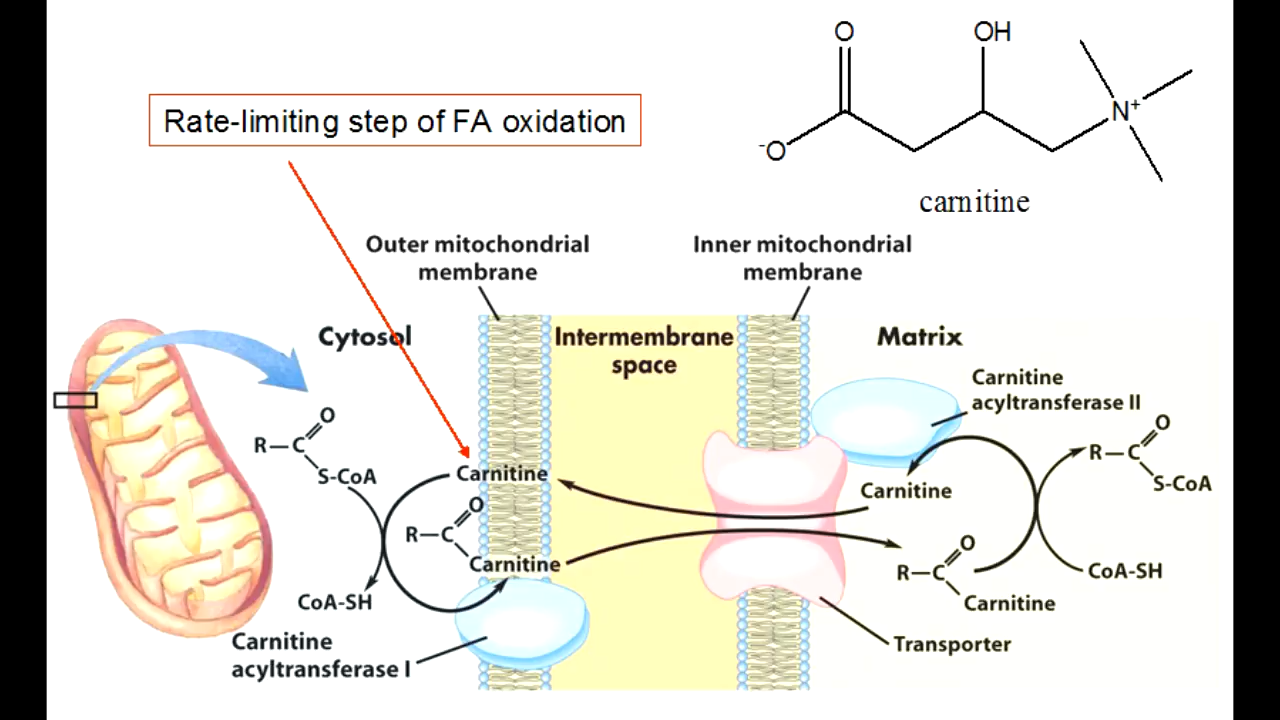 O
OH
N+
-O
carnitine
Rate-limiting step of FA oxidation
Outer mitochondrial
membrane
Inner mitochondrial
membrane
Cytosol
Intermembrane
space
Matrix
Carnitine
acyltransferase II
O
R—C
S-CoA
Carnitine
O
R—C
Carnitine
CoA-SH
Carnitine
acyltransferase I
Carnitine
O
R—C
S-CoA
O
R—C
Carnitine
CoA-SH
Transporter